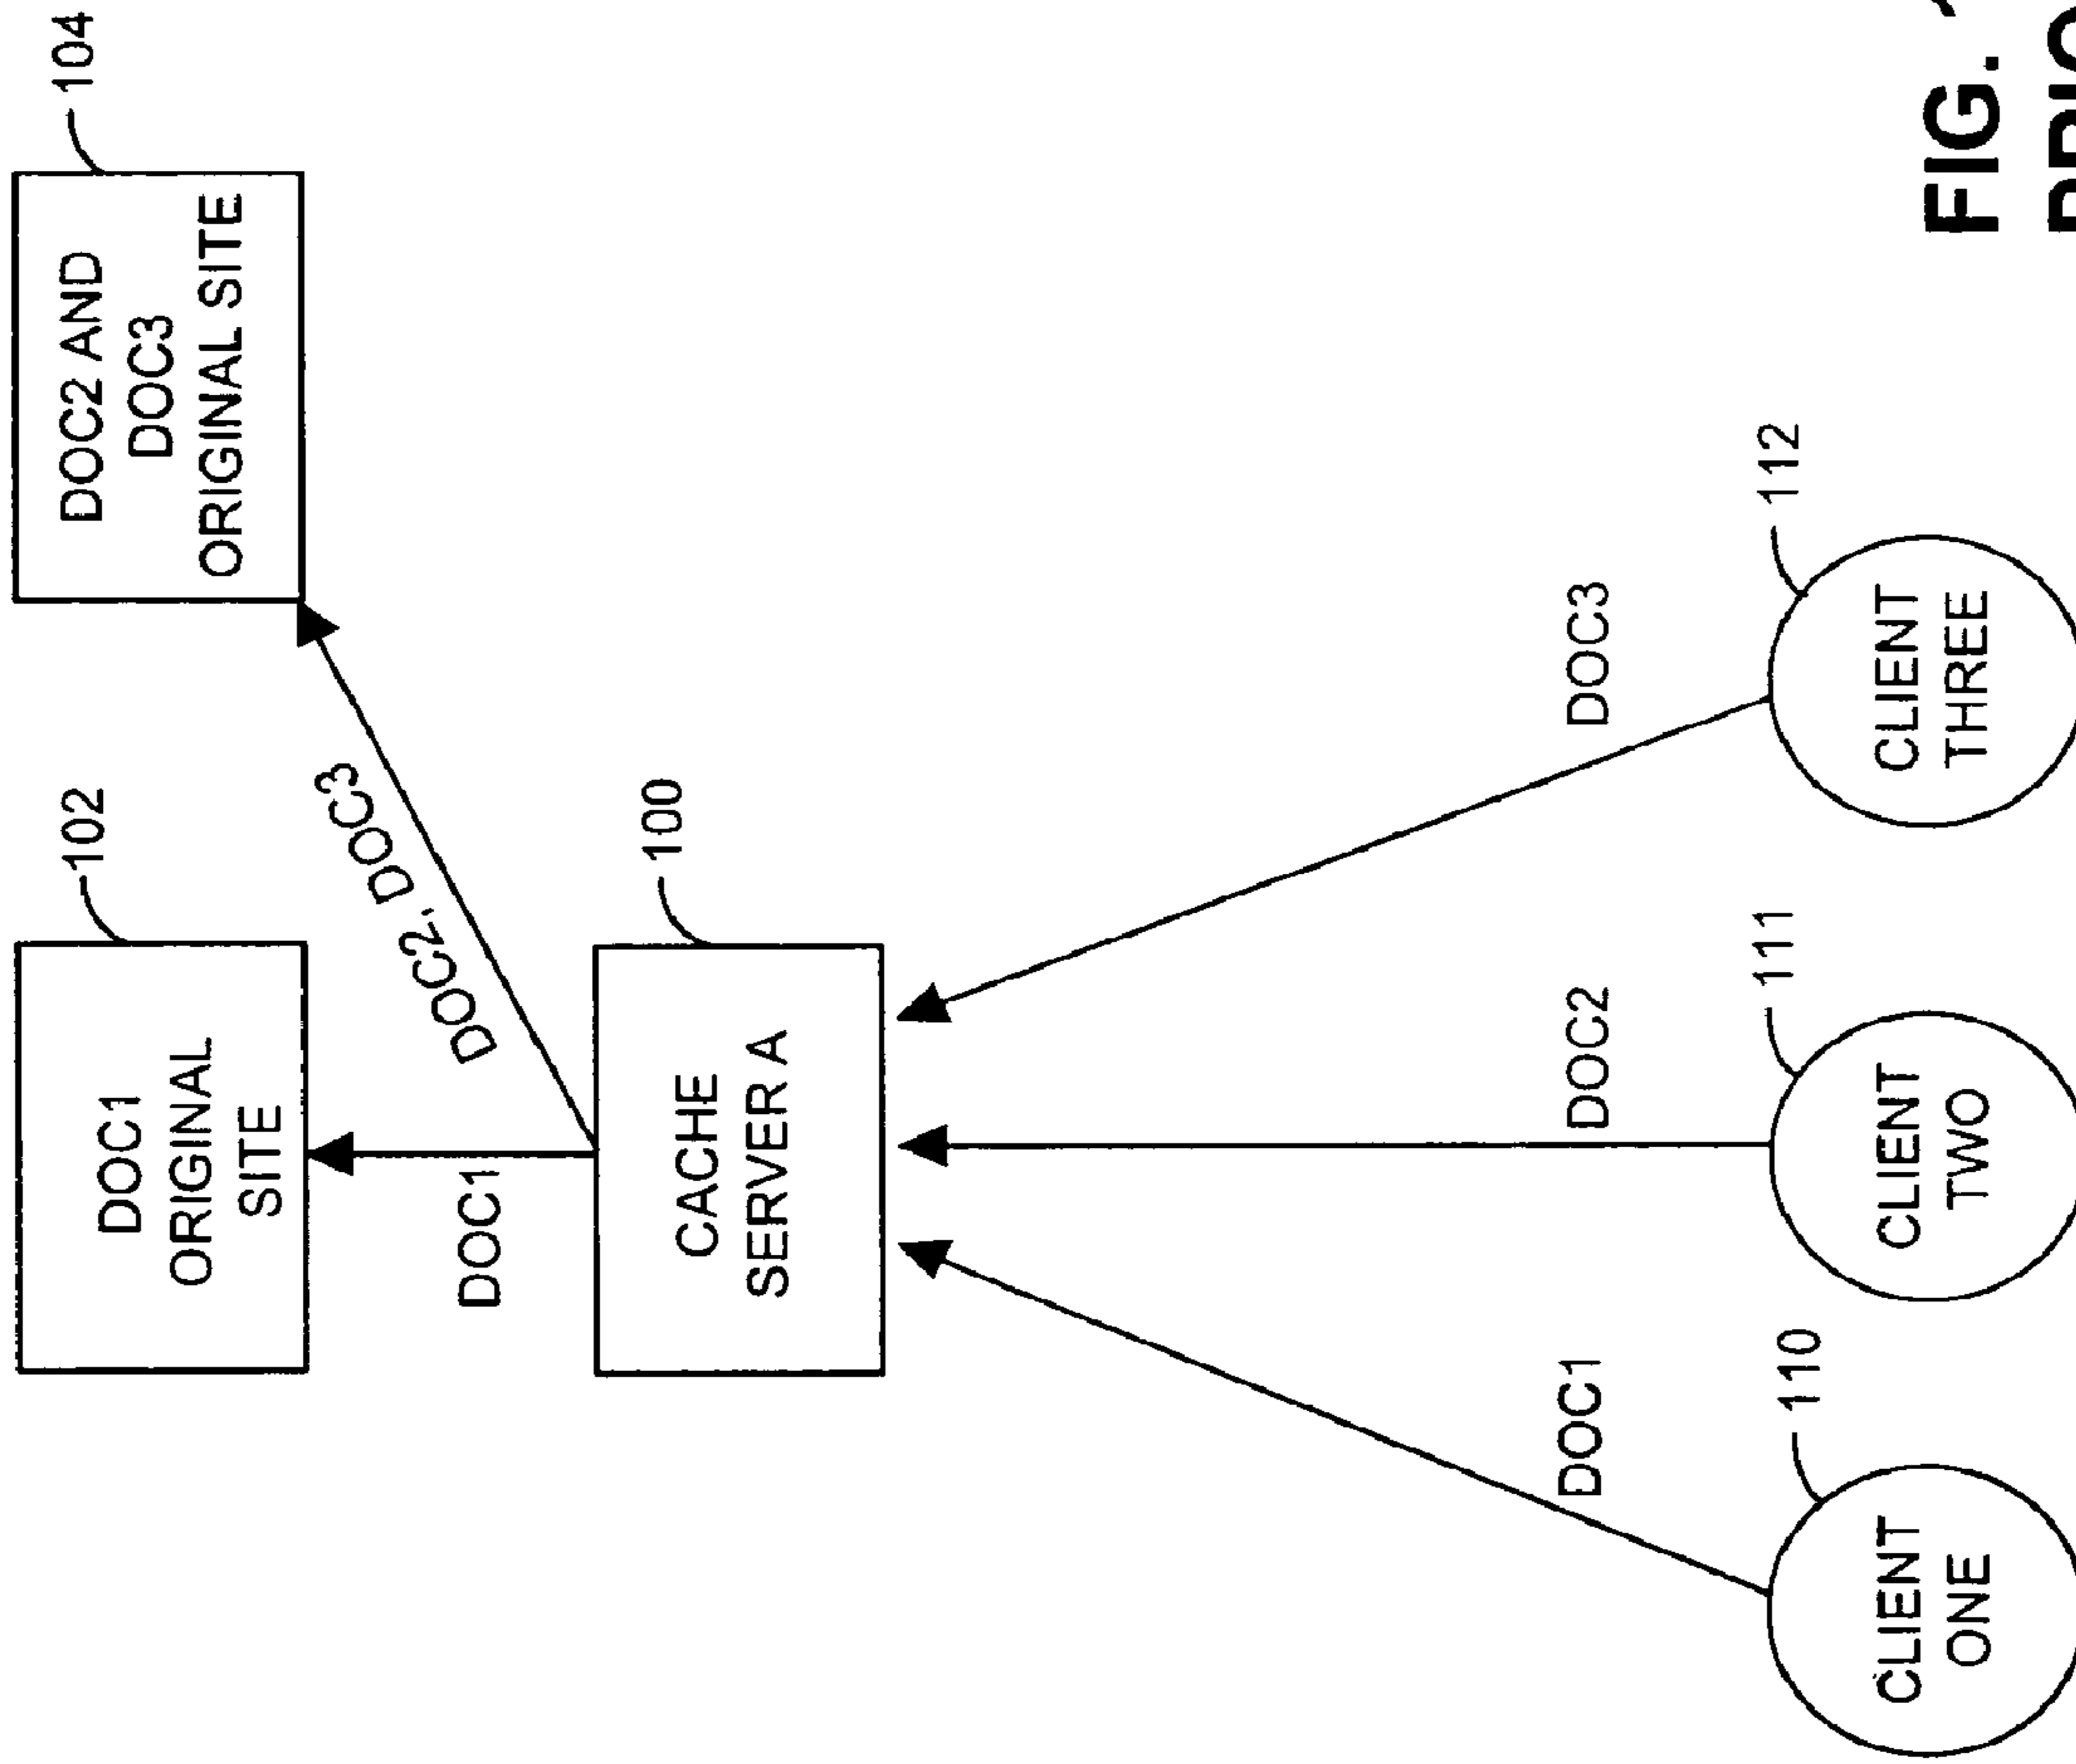 102
104
DOC1
ORIGINAL
SITE
DOC2 AND
DOC3
ORIGINAL SITE
DOC1
DOC2, DOC3
100
CACHE
SERVER A
DOC1
DOC2
DOC3
110
111
112
CLIENT
ONE
CLIENT
TWO
CLIENT
THREE
FIG.